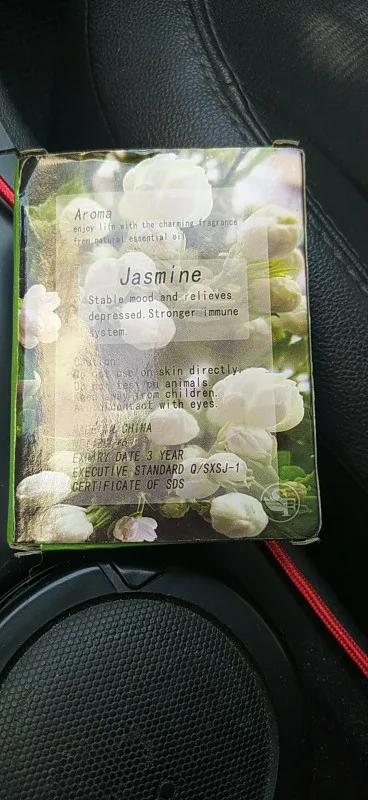 Aroma
enjoy life with the charming fragrance
from natural essential oil
Jasmine
Stable mood and relieves
depressed.Stronger immune
system.
Caution:
Do not use on skin directly.
Do not test on animals.
Keep away from children.
Avoid contact with eyes.
MADE IN CHINA
EXPIRY DATE 3 YEAR
EXECUTIVE STANDARD Q/SXSJ-1
CERTIFICATE OF SDS